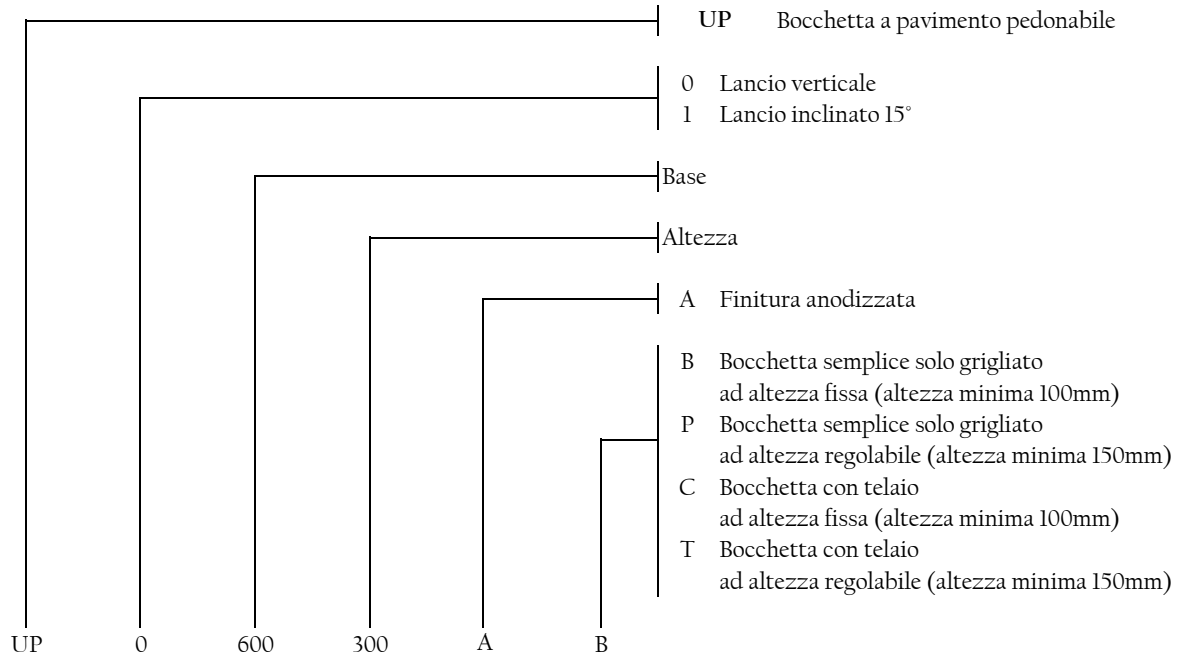 UP Bocchetta a pavimento pedonabile
0 Lancio verticale
1 Lancio inclinato 15°
Base
Altezza
A Finitura anodizzata
B Bocchetta semplice solo grigliato
ad altezza fissa (altezza minima 100mm)
P Bocchetta semplice solo grigliato
ad altezza regolabile (altezza minima 150mm)
C Bocchetta con telaio
ad altezza fissa (altezza minima 100mm)
T Bocchetta con telaio
ad altezza regolabile (altezza minima 150mm)
UP 0 600 300 A B